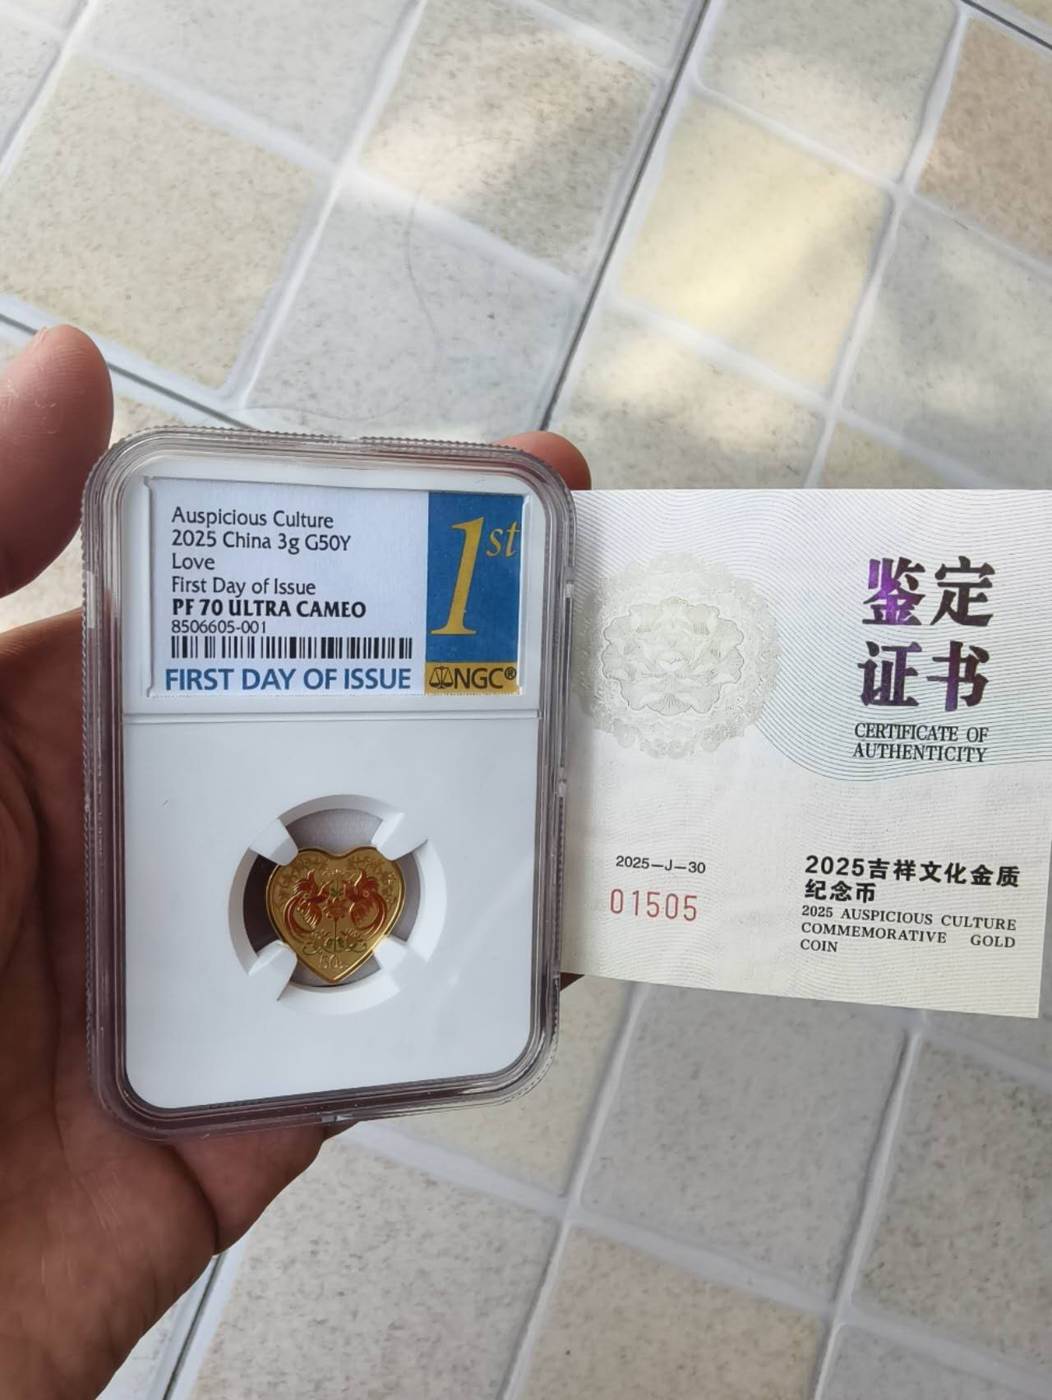 Auspicious Culture
2025 China 3g G50Y
Love
First Day of Issue
PF 70 ULTRA CAMEO
8506605-001
FIRST DAY OF ISSUE
1st
NGC®
鉴定
证书
CERTIFICATE OF
AUTHENTICITY
2025-J-30
01505
2025吉祥文化金质
纪念币
2025 AUSPICIOUS CULTURE
COMMEMORATIVE GOLD
COIN